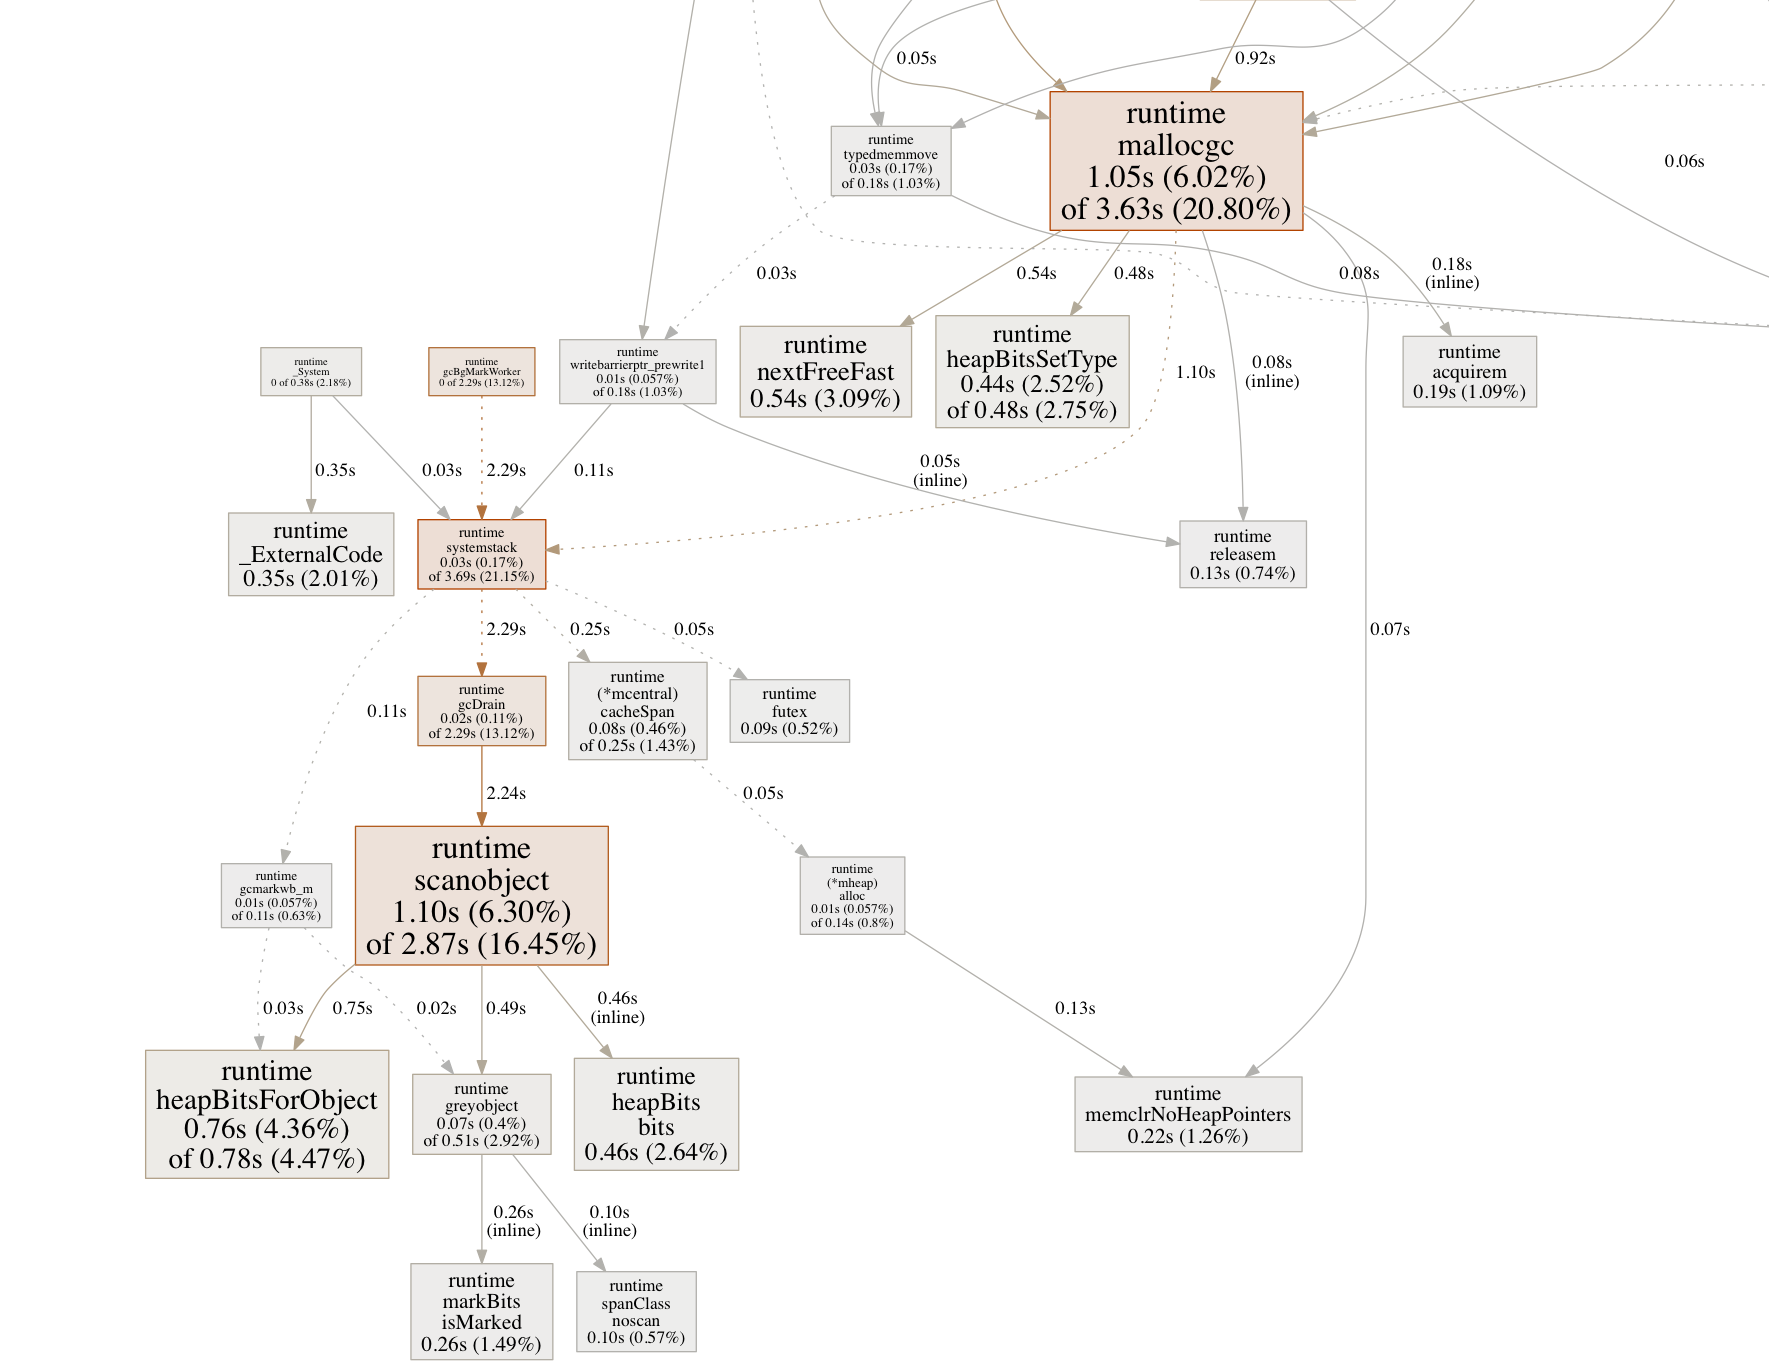 0.05s
0.92s
runtime
mallocgc
1.05s (6.02%)
of 3.63s (20.80%)
runtime
typedmemmove
0.03s (0.17%)
of 0.18s (1.03%)
0.06s
0.03s
0.54s
0.48s
0.08s
0.18s
(inline)
runtime
_System
0 of 0.38s (2.18%)
runtime
gcBgMarkWorker
0 of 2.29s (13.12%)
runtime
writebarrierptr_prewrite1
0.01s (0.057%)
of 0.18s (1.03%)
runtime
nextFreeFast
0.54s (3.09%)
runtime
heapBitsSetType
0.44s (2.52%)
of 0.48s (2.75%)
1.10s
0.08s
(inline)
runtime
acquirem
0.19s (1.09%)
0.35s
0.03s
2.29s
0.11s
0.05s
(inline)
runtime
_ExternalCode
0.35s (2.01%)
runtime
systemstack
0.03s (0.17%)
of 3.69s (21.15%)
runtime
releasem
0.13s (0.74%)
2.29s
0.25s
0.05s
0.07s
0.11s
runtime
gcDrain
0.02s (0.11%)
of 2.29s (13.12%)
runtime
(*mcentral)
cacheSpan
0.08s (0.46%)
of 0.25s (1.43%)
runtime
futex
0.09s (0.52%)
2.24s
0.05s
runtime
gcmarkwb_m
0.01s (0.057%)
of 0.11s (0.63%)
runtime
scanobject
1.10s (6.30%)
of 2.87s (16.45%)
runtime
(*mheap)
alloc
0.01s (0.057%)
of 0.14s (0.8%)
0.03s
0.75s
0.02s
0.49s
0.46s
(inline)
0.13s
runtime
heapBitsForObject
0.76s (4.36%)
of 0.78s (4.47%)
runtime
greyobject
0.07s (0.4%)
of 0.51s (2.92%)
runtime
heapBits
bits
0.46s (2.64%)
runtime
memclrNoHeapPointers
0.22s (1.26%)
0.26s
(inline)
0.10s
(inline)
runtime
markBits
isMarked
0.26s (1.49%)
runtime
spanClass
noscan
0.10s (0.57%)